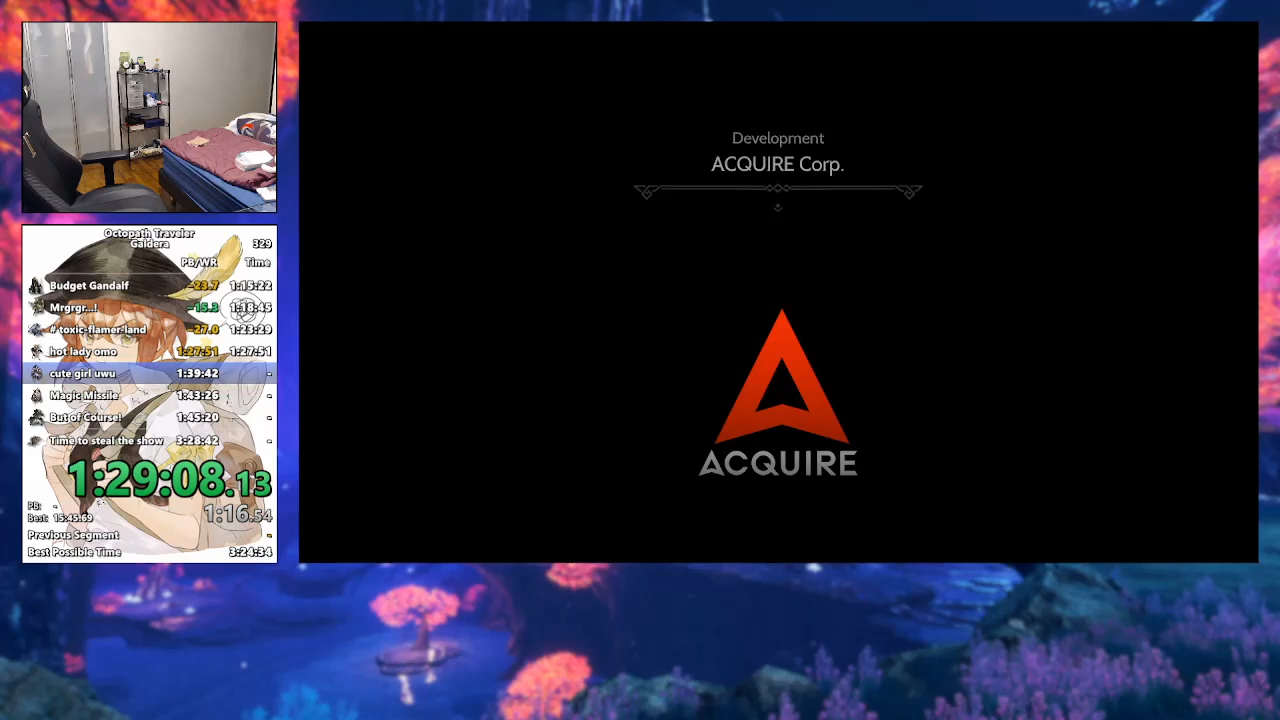 Development
ACQUIRE Corp.
ACQUIRE
Octopath Traveler
Galdera 329
PB/WR Time
Budget Gandalf -23.7 1:15:22
Mrgrgr...! -15.3 1:18:45
#-toxic-flamer-land -27.0 1:23:29
hot lady omo 1:27:51 1:27:51
cute girl uwu 1:39:42 -
Magic Missile 1:43:26 -
But of Course! 1:45:20 -
Time to steal the show 3:28:42 -
1:29:08.13
PB: -
Best: 15:45.69 1:16.54
Previous Segment -
Best Possible Time 3:24:34